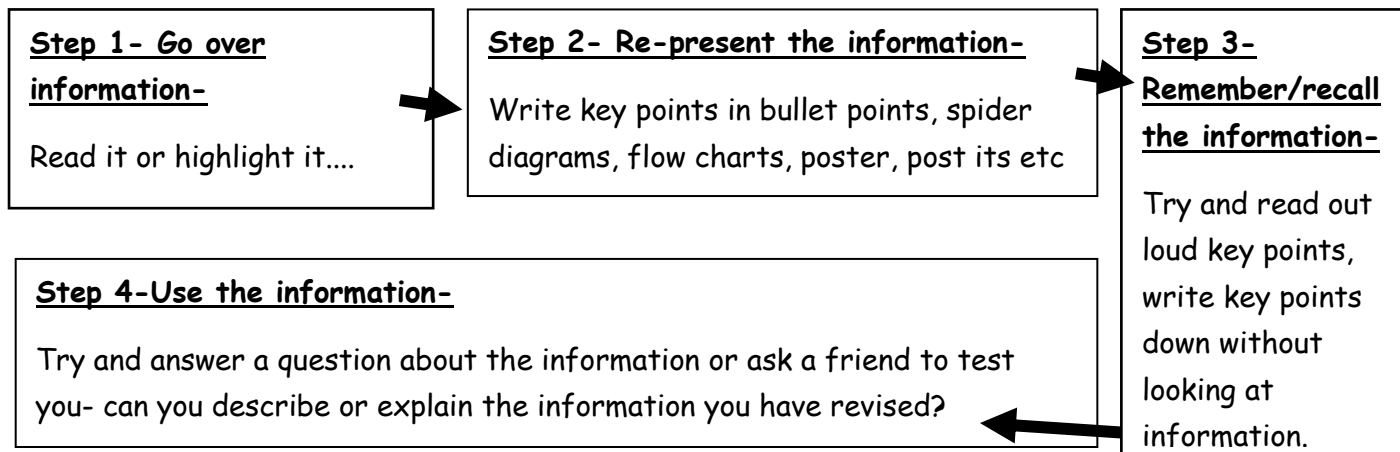 Step 1- Go over
information-
Read it or highlight it....
Step 2- Re-present the information-
Write key points in bullet points, spider
diagrams, flow charts, poster, post its etc
Step 3-
Remember/recall
the information-
Try and read out
loud key points,
write key points
down without
looking at
information.
Step 4-Use the information-
Try and answer a question about the information or ask a friend to test
you- can you describe or explain the information you have revised?